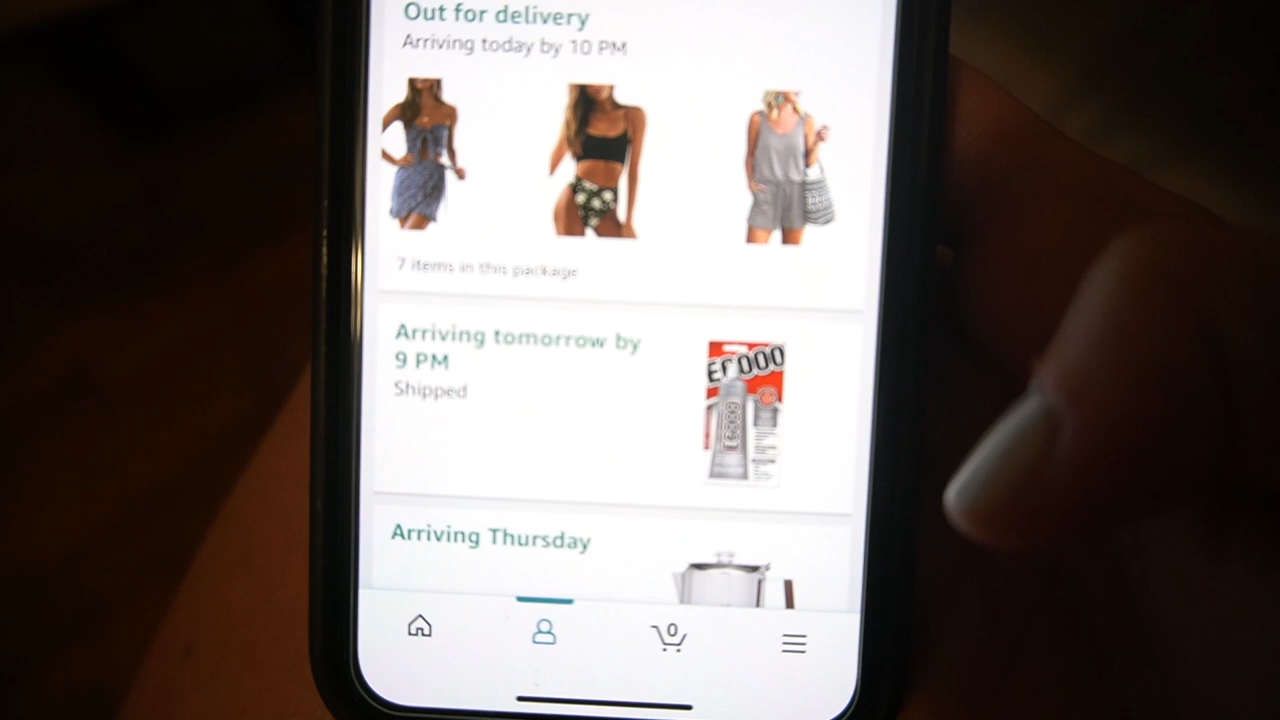 Out for delivery
Arriving today by 10 PM
7 items in this package
Arriving tomorrow by
9 PM
Shipped
E6000
E6000
Arriving Thursday
0